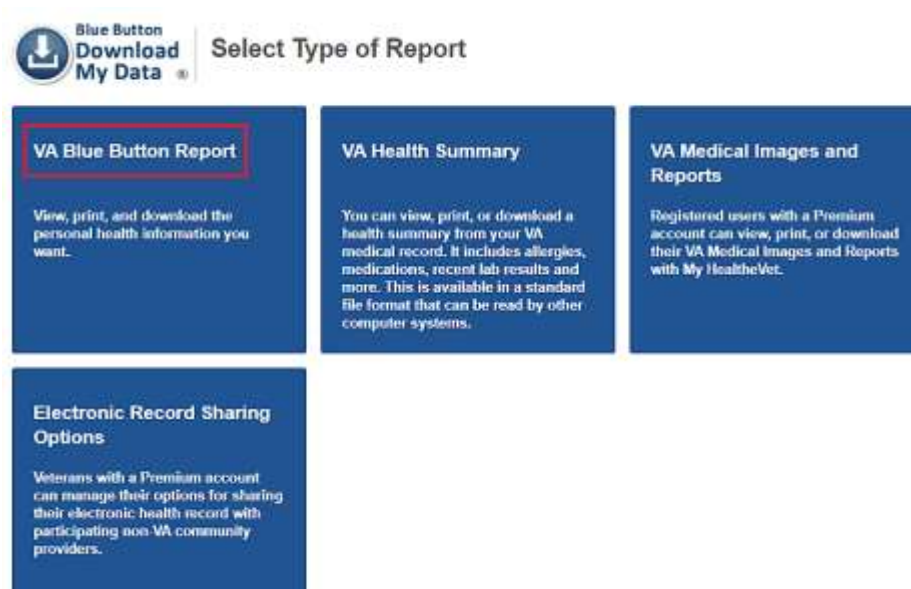 Blue Button
Download
My Data ®
Select Type of Report
VA Blue Button Report
View, print, and download the
personal health information you
want.
VA Health Summary
You can view, print, or download a
health summary from your VA
medical record. It includes allergies,
medications, recent lab results and
more. This is available in a standard
file format that can be read by other
computer systems.
VA Medical Images and
Reports
Registered users with a Premium
account can view, print, or download
their VA Medical Images and Reports
with My HealtheVet.
Electronic Record Sharing
Options
Veterans with a Premium account
can manage their options for sharing
their electronic health record with
participating non-VA community
providers.